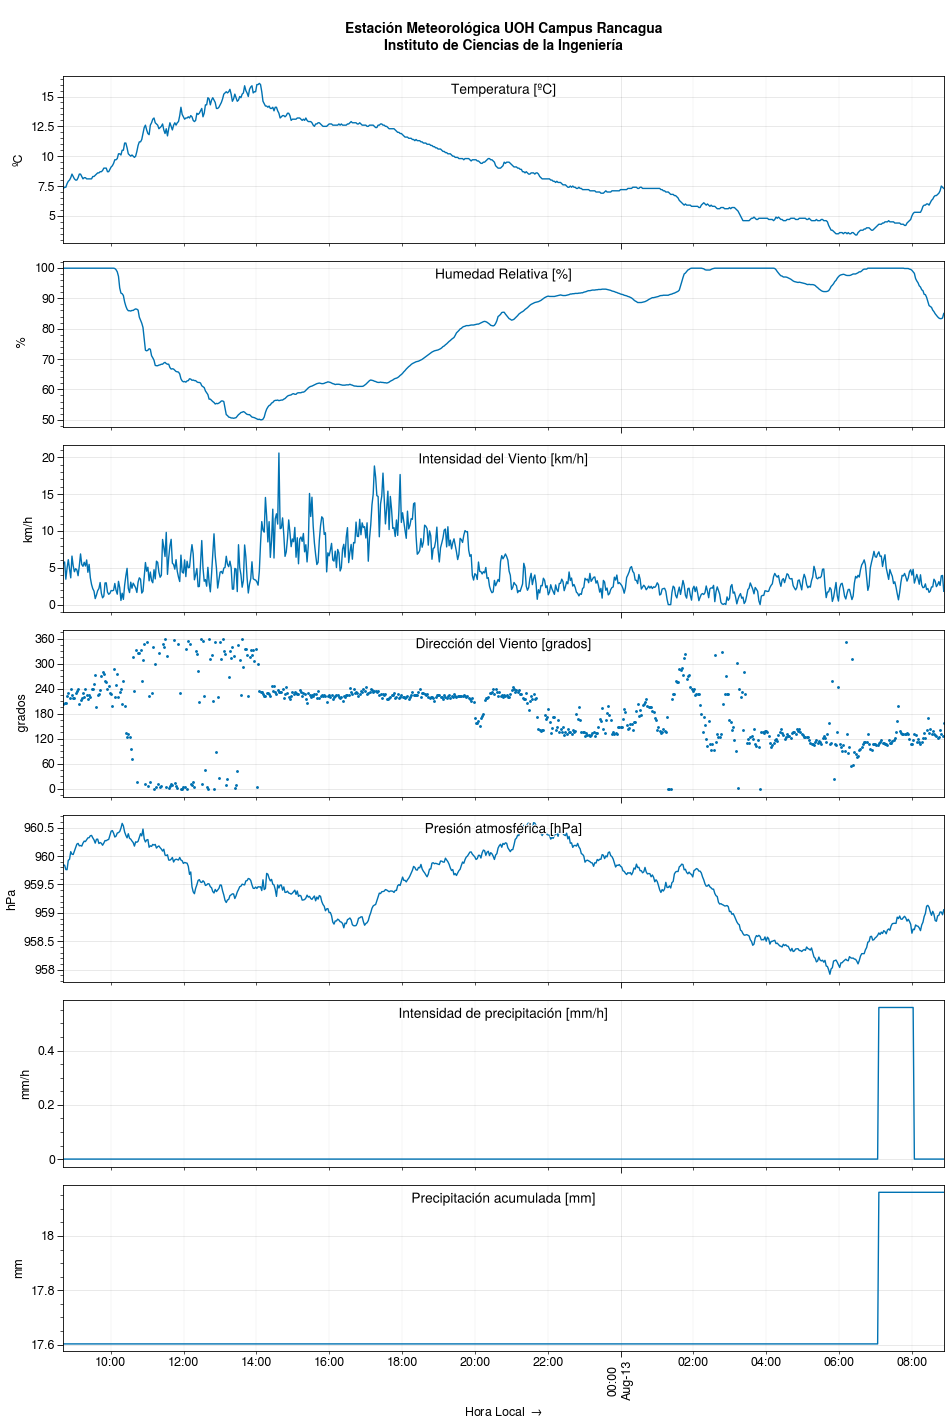 Estación Meteorológica UOH Campus Rancagua
Instituto de Ciencias de la Ingeniería
Temperatura [ºC]
ºC
15
12.5
10
7.5
5
Humedad Relativa [%]
%
100
90
80
70
60
50
Intensidad del Viento [km/h]
km/h
20
15
10
5
0
Dirección del Viento [grados]
grados
360
300
240
180
120
60
0
Presión atmosférica [hPa]
hPa
960.5
960
959.5
959
958.5
958
Intensidad de precipitación [mm/h]
mm/h
0.4
0.2
0
Precipitación acumulada [mm]
mm
18
17.8
17.6
10:00 12:00 14:00 16:00 18:00 20:00 22:00 00:00 02:00 04:00 06:00 08:00
Aug-13
Hora Local →